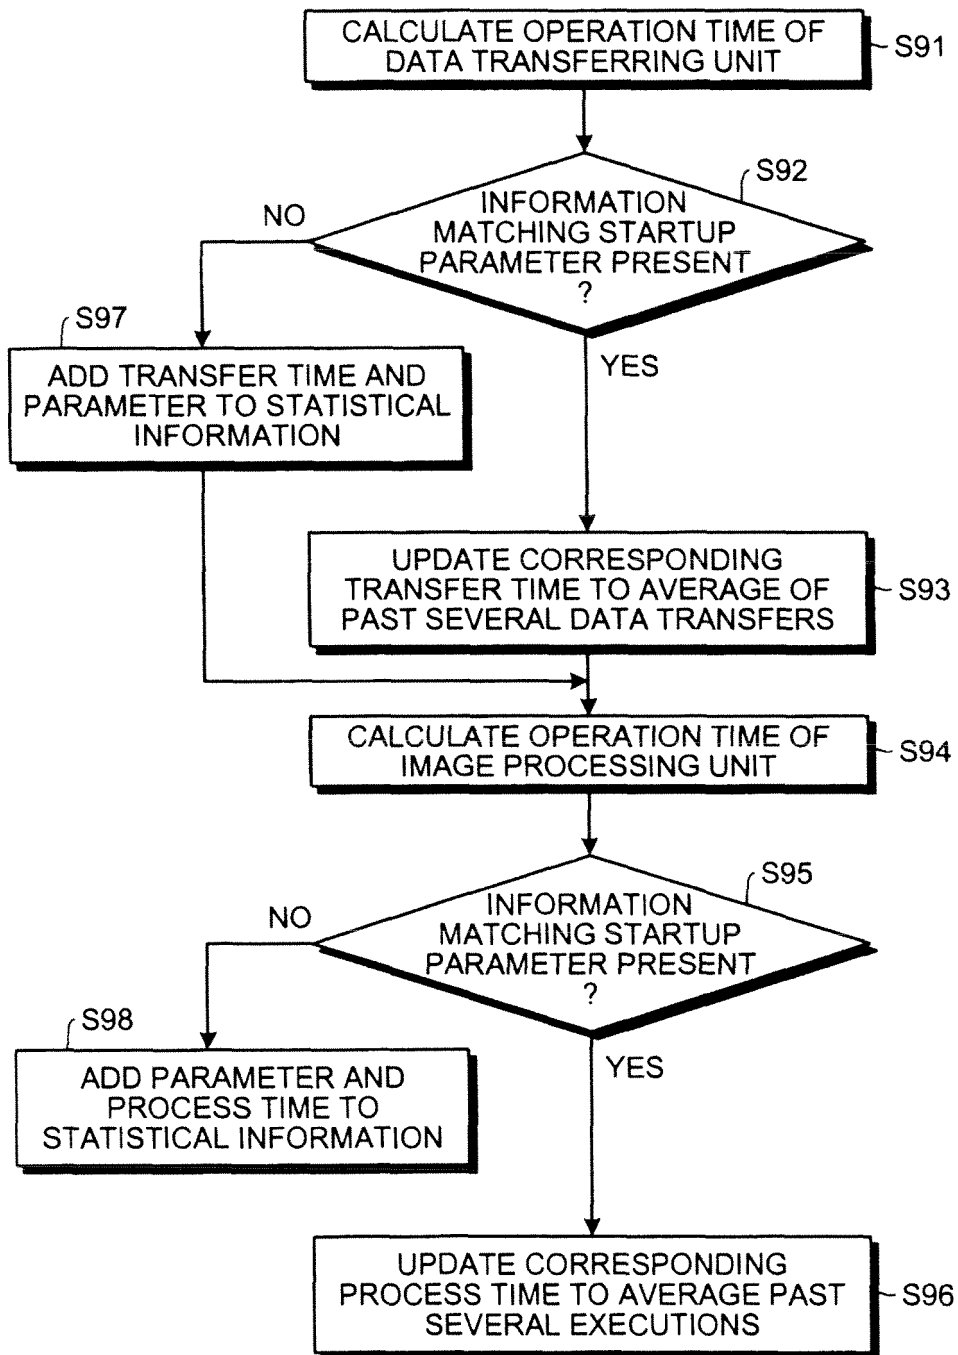 CALCULATE OPERATION TIME OF
DATA TRANSFERRING UNIT
S91
S92
INFORMATION
MATCHING STARTUP
PARAMETER PRESENT
?
NO
YES
S97
ADD TRANSFER TIME AND
PARAMETER TO STATISTICAL
INFORMATION
UPDATE CORRESPONDING
TRANSFER TIME TO AVERAGE OF
PAST SEVERAL DATA TRANSFERS
S93
CALCULATE OPERATION TIME OF
IMAGE PROCESSING UNIT
S94
S95
INFORMATION
MATCHING STARTUP
PARAMETER PRESENT
?
NO
YES
S98
ADD PARAMETER AND
PROCESS TIME TO
STATISTICAL INFORMATION
UPDATE CORRESPONDING
PROCESS TIME TO AVERAGE PAST
SEVERAL EXECUTIONS
S96